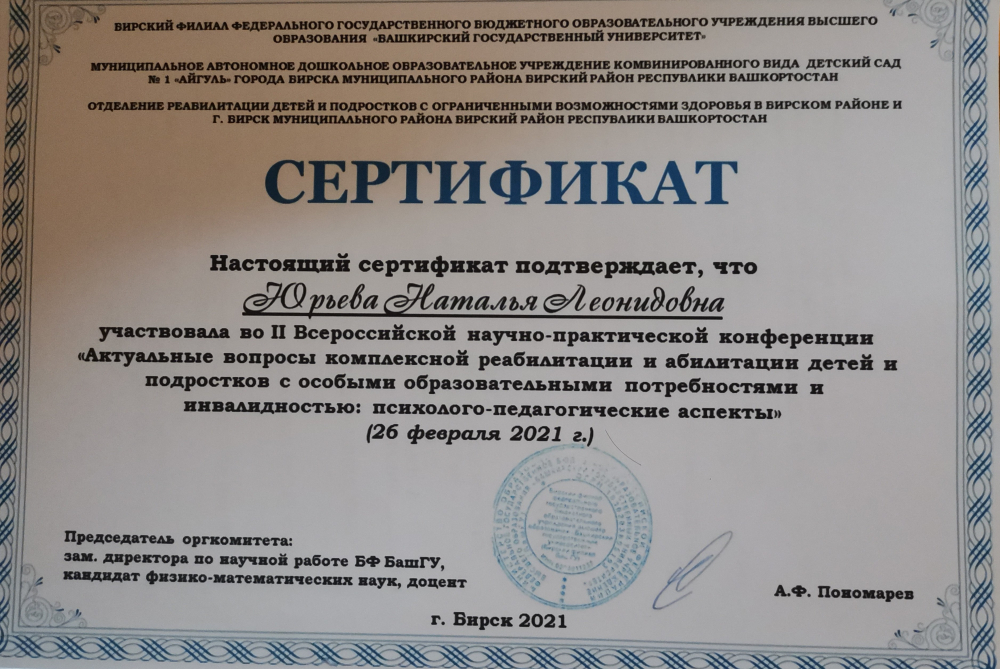 БИРСКИЙ ФИЛИАЛ ФЕДЕРАЛЬНОГО ГОСУДАРСТВЕННОГО БЮДЖЕТНОГО ОБРАЗОВАТЕЛЬНОГО УЧРЕЖДЕНИЯ ВЫСШЕГО
ОБРАЗОВАНИЯ «БАШКИРСКИЙ ГОСУДАРСТВЕННЫЙ УНИВЕРСИТЕТ»
МУНИЦИПАЛЬНОЕ АВТОНОМНОЕ ДОШКОЛЬНОЕ ОБРАЗОВАТЕЛЬНОЕ УЧРЕЖДЕНИЕ КОМБИНИРОВАННОГО ВИДА ДЕТСКИЙ САД
№ 1 «АЙГУЛЬ» ГОРОДА БИРСКА МУНИЦИПАЛЬНОГО РАЙОНА БИРСКИЙ РАЙОН РЕСПУБЛИКИ БАШКОРТОСТАН
ОТДЕЛЕНИЕ РЕАБИЛИТАЦИИ ДЕТЕЙ И ПОДРОСТКОВ С ОГРАНИЧЕННЫМИ ВОЗМОЖНОСТЯМИ ЗДОРОВЬЯ В БИРСКОМ РАЙОНЕ И
Г. БИРСК МУНИЦИПАЛЬНОГО РАЙОНА БИРСКИЙ РАЙОН РЕСПУБЛИКИ БАШКОРТОСТАН
СЕРТИФИКАТ
Настоящий сертификат подтверждает, что
Юрьева Наталья Леонидовна
участвовала во II Всероссийской научно-практической конференции
«Актуальные вопросы комплексной реабилитации и абилитации детей и
подростков с особыми образовательными потребностями и
инвалидностью: психолого-педагогические аспекты»
(26 февраля 2021 г.)
Председатель оргкомитета:
зам. директора по научной работе БФ БашГУ,
кандидат физико-математических наук, доцент
А.Ф. Пономарев
г. Бирск 2021